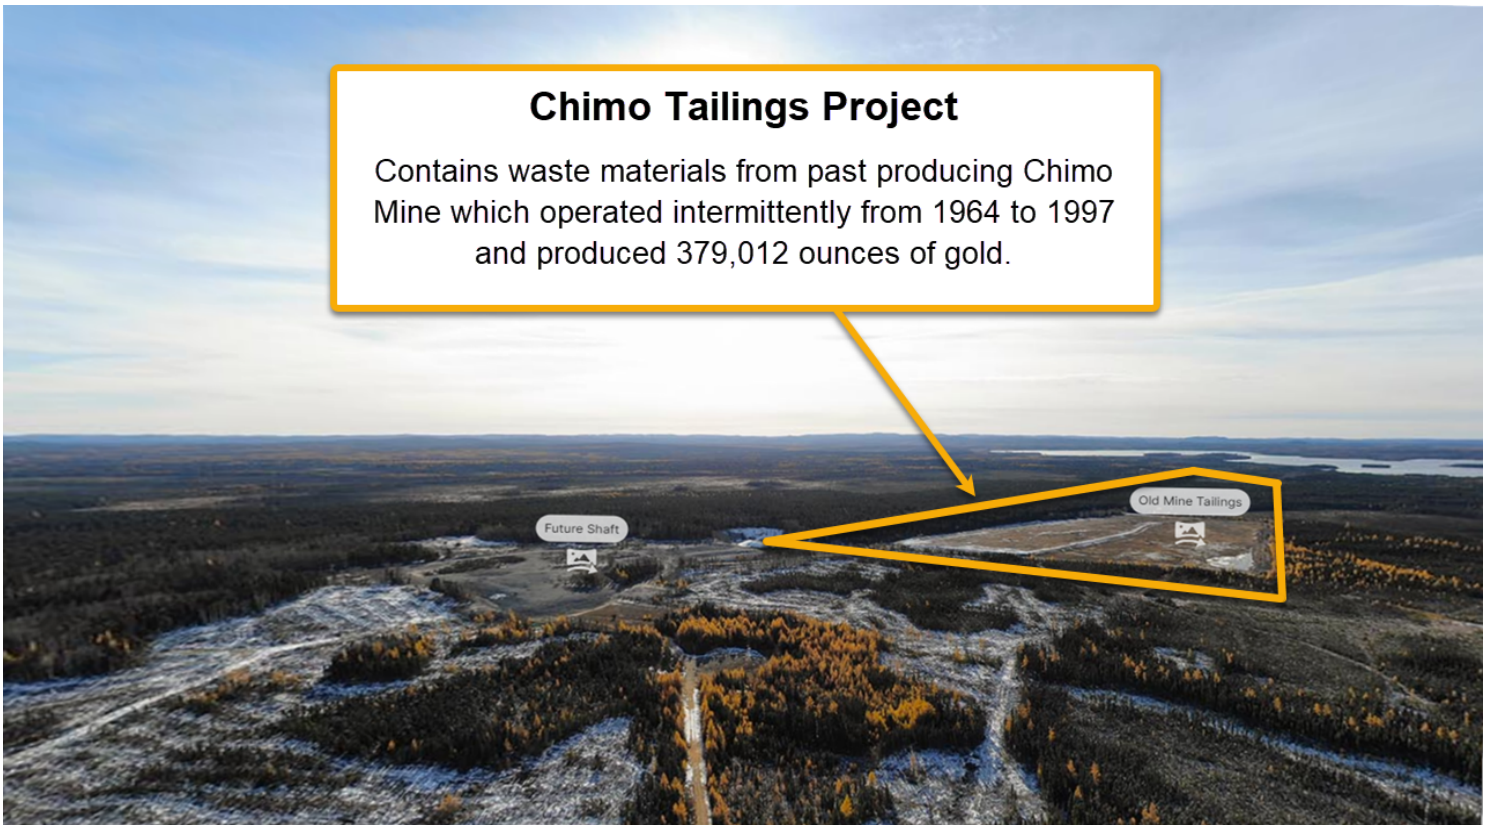 Chimo Tailings Project
Contains waste materials from past producing Chimo
Mine which operated intermittently from 1964 to 1997
and produced 379,012 ounces of gold.
Old Mine Tailings
Future Shaft